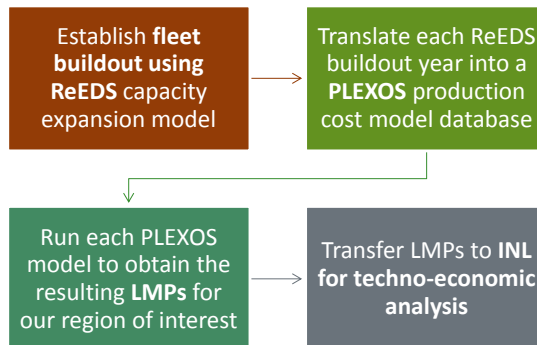 Establish fleet
buildout using
ReEDS capacity
expansion model
Translate each ReEDS
buildout year into a
PLEXOS production
cost model database
Run each PLEXOS
model to obtain the
resulting LMPs for
our region of interest
Transfer LMPs to INL
for techno-economic
analysis